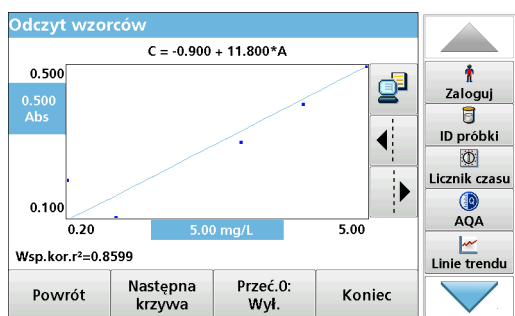 Odczyt wzorców
C = -0.900 + 11.800*A
0.500
0.500
Abs
0.100
0.20
5.00 mg/L
5.00
Wsp.kor.r²=0.8599
Powrót
Następna
krzywa
Przeć.0:
Wył.
Koniec
Zaloguj
ID próbki
Licznik czasu
AQA
Linie trendu